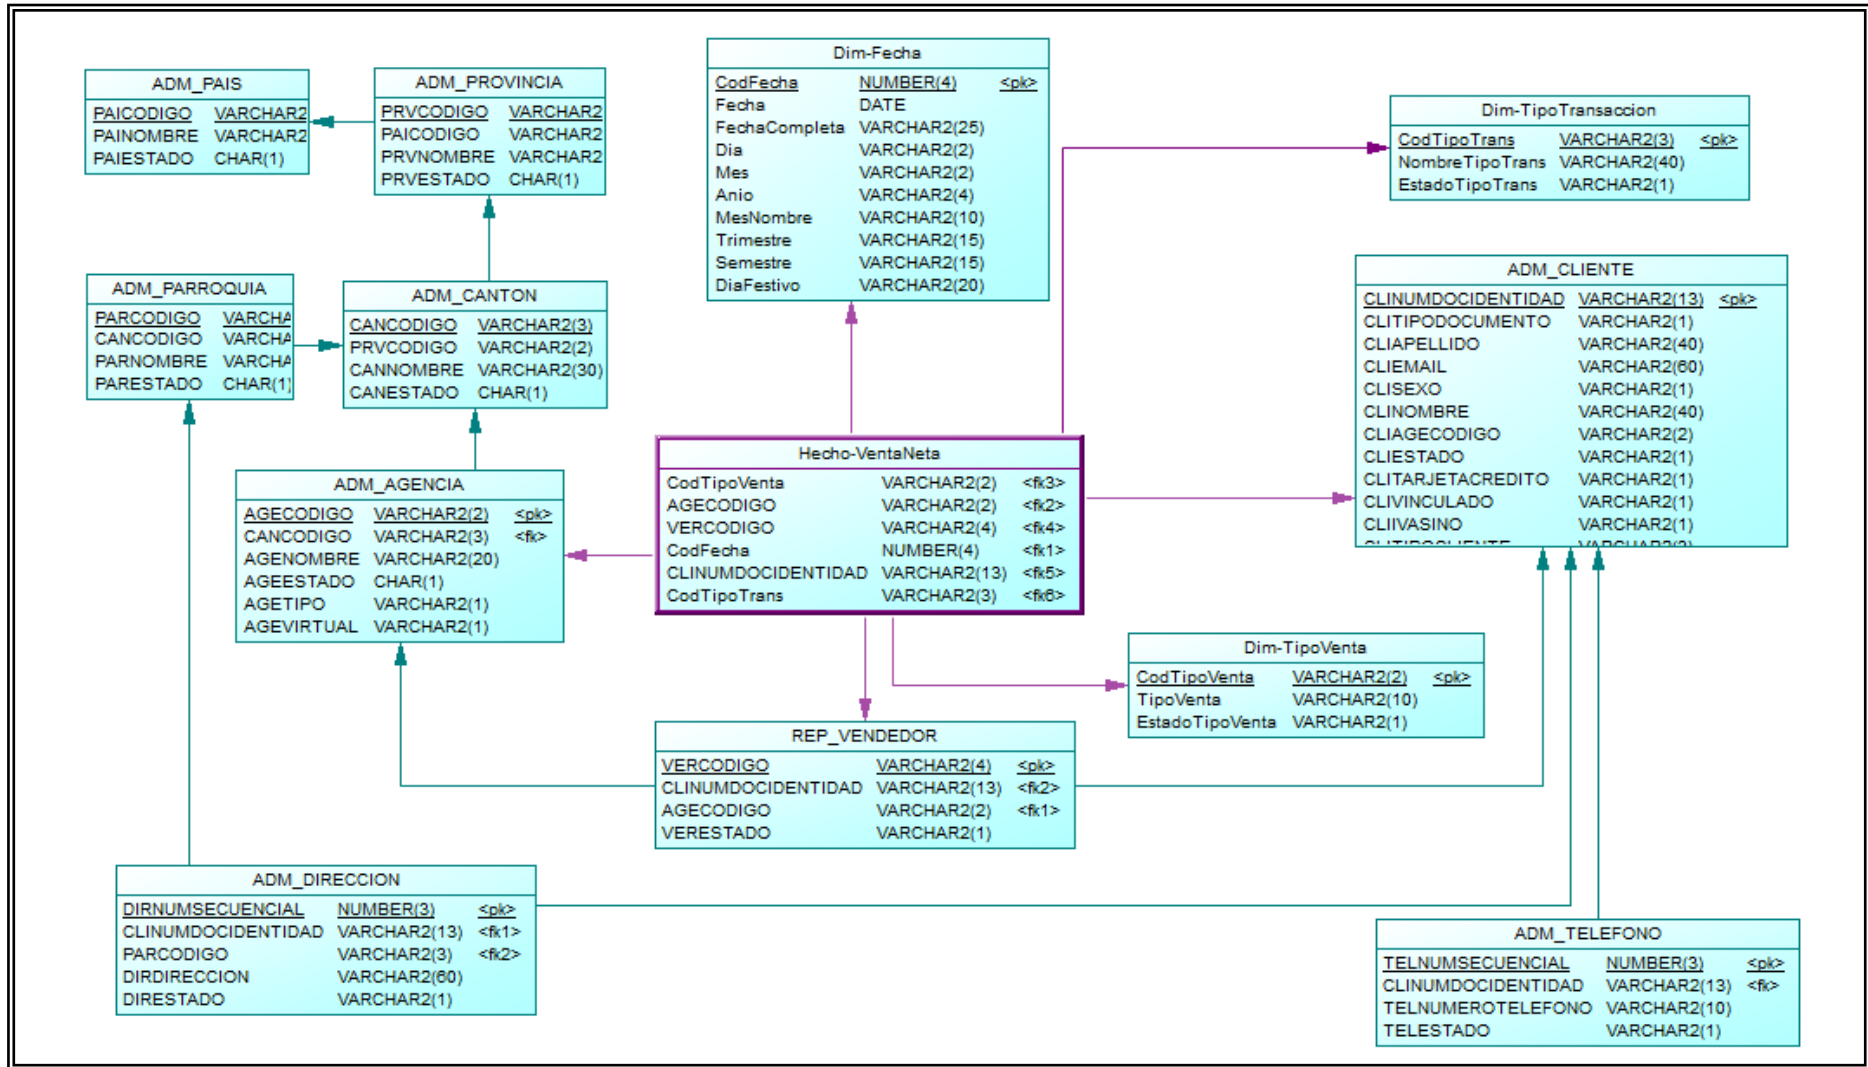 ADM_PAIS
PAICODIGO VARCHAR2
PAINOMBRE VARCHAR2
PAIESTADO CHAR(1)
ADM_PROVINCIA
PRVCODIGO VARCHAR2
PAICODIGO VARCHAR2
PRVNOMBRE VARCHAR2
PRVESTADO CHAR(1)
Dim-Fecha
CodFecha NUMBER(4) <pk>
Fecha DATE
FechaCompleta VARCHAR2(25)
Dia VARCHAR2(2)
Mes VARCHAR2(2)
Anio VARCHAR2(4)
MesNombre VARCHAR2(10)
Trimestre VARCHAR2(15)
Semestre VARCHAR2(15)
DiaFestivo VARCHAR2(20)
Dim-TipoTransaccion
CodTipoTrans VARCHAR2(3) <pk>
NombreTipoTrans VARCHAR2(40)
EstadoTipoTrans VARCHAR2(1)
ADM_PARROQUIA
PARCODIGO VARCHA
CANCODIGO VARCHA
PARNOMBRE VARCHA
PARESTADO CHAR(1)
ADM_CANTON
CANCODIGO VARCHAR2(3)
PRVCODIGO VARCHAR2(2)
CANNOMBRE VARCHAR2(30)
CANESTADO CHAR(1)
ADM_CLIENTE
CLINUMDOCIDENTIDAD VARCHAR2(13) <pk>
CLITIPODOCUMENTO VARCHAR2(1)
CLIAPELLIDO VARCHAR2(40)
CLIEMAIL VARCHAR2(60)
CLISEXO VARCHAR2(1)
CLINOMBRE VARCHAR2(40)
CLIAGECODIGO VARCHAR2(2)
CLIESTADO VARCHAR2(1)
CLITARJETACREDITO VARCHAR2(1)
CLIVINCULADO VARCHAR2(1)
CLIIVASINO VARCHAR2(1)
Hecho-VentaNeta
CodTipoVenta VARCHAR2(2) <fk3>
AGECODIGO VARCHAR2(2) <fk2>
VERCODIGO VARCHAR2(4) <fk4>
CodFecha NUMBER(4) <fk1>
CLINUMDOCIDENTIDAD VARCHAR2(13) <fk5>
CodTipoTrans VARCHAR2(3) <fk6>
ADM_AGENCIA
AGECODIGO VARCHAR2(2) <pk>
CANCODIGO VARCHAR2(3) <fk>
AGENOMBRE VARCHAR2(20)
AGEESTADO CHAR(1)
AGETIPO VARCHAR2(1)
AGEVIRTUAL VARCHAR2(1)
Dim-TipoVenta
CodTipoVenta VARCHAR2(2) <pk>
TipoVenta VARCHAR2(10)
EstadoTipoVenta VARCHAR2(1)
REP_VENDEDOR
VERCODIGO VARCHAR2(4) <pk>
CLINUMDOCIDENTIDAD VARCHAR2(13) <fk2>
AGECODIGO VARCHAR2(2) <fk1>
VERESTADO VARCHAR2(1)
ADM_DIRECCION
DIRNUMSECUENCIAL NUMBER(3) <pk>
CLINUMDOCIDENTIDAD VARCHAR2(13) <fk1>
PARCODIGO VARCHAR2(3) <fk2>
DIRDIRECCION VARCHAR2(60)
DIRESTADO VARCHAR2(1)
ADM_TELEFONO
TELNUMSECUENCIAL NUMBER(3) <pk>
CLINUMDOCIDENTIDAD VARCHAR2(13) <fk>
TELNUMEROTELEFONO VARCHAR2(10)
TELESTADO VARCHAR2(1)